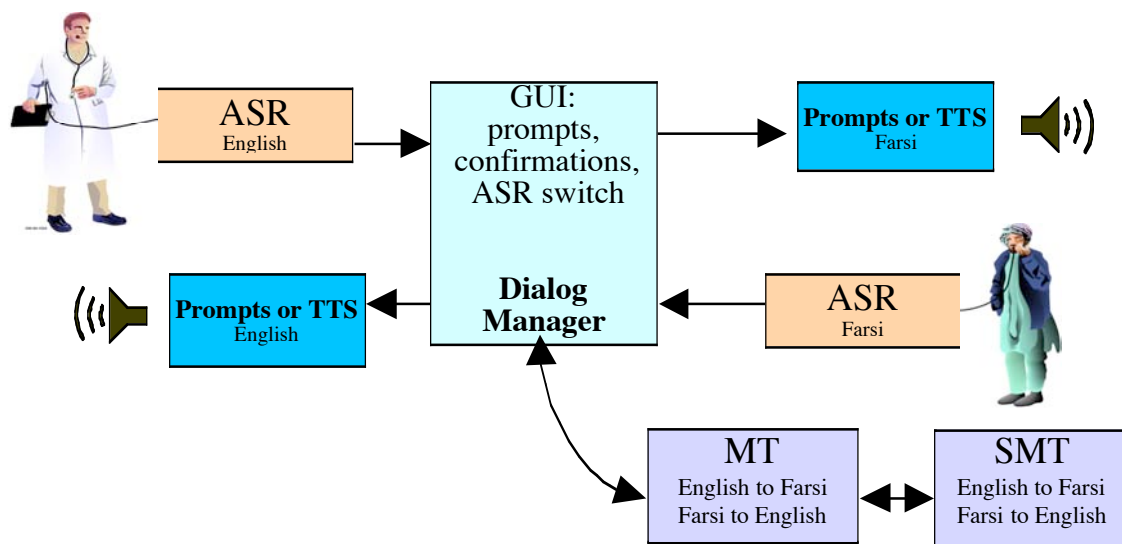 ASR
English
GUI:
prompts,
confirmations,
ASR switch
Dialog
Manager
Prompts or TTS
Farsi
Prompts or TTS
English
ASR
Farsi
MT
English to Farsi
Farsi to English
SMT
English to Farsi
Farsi to English